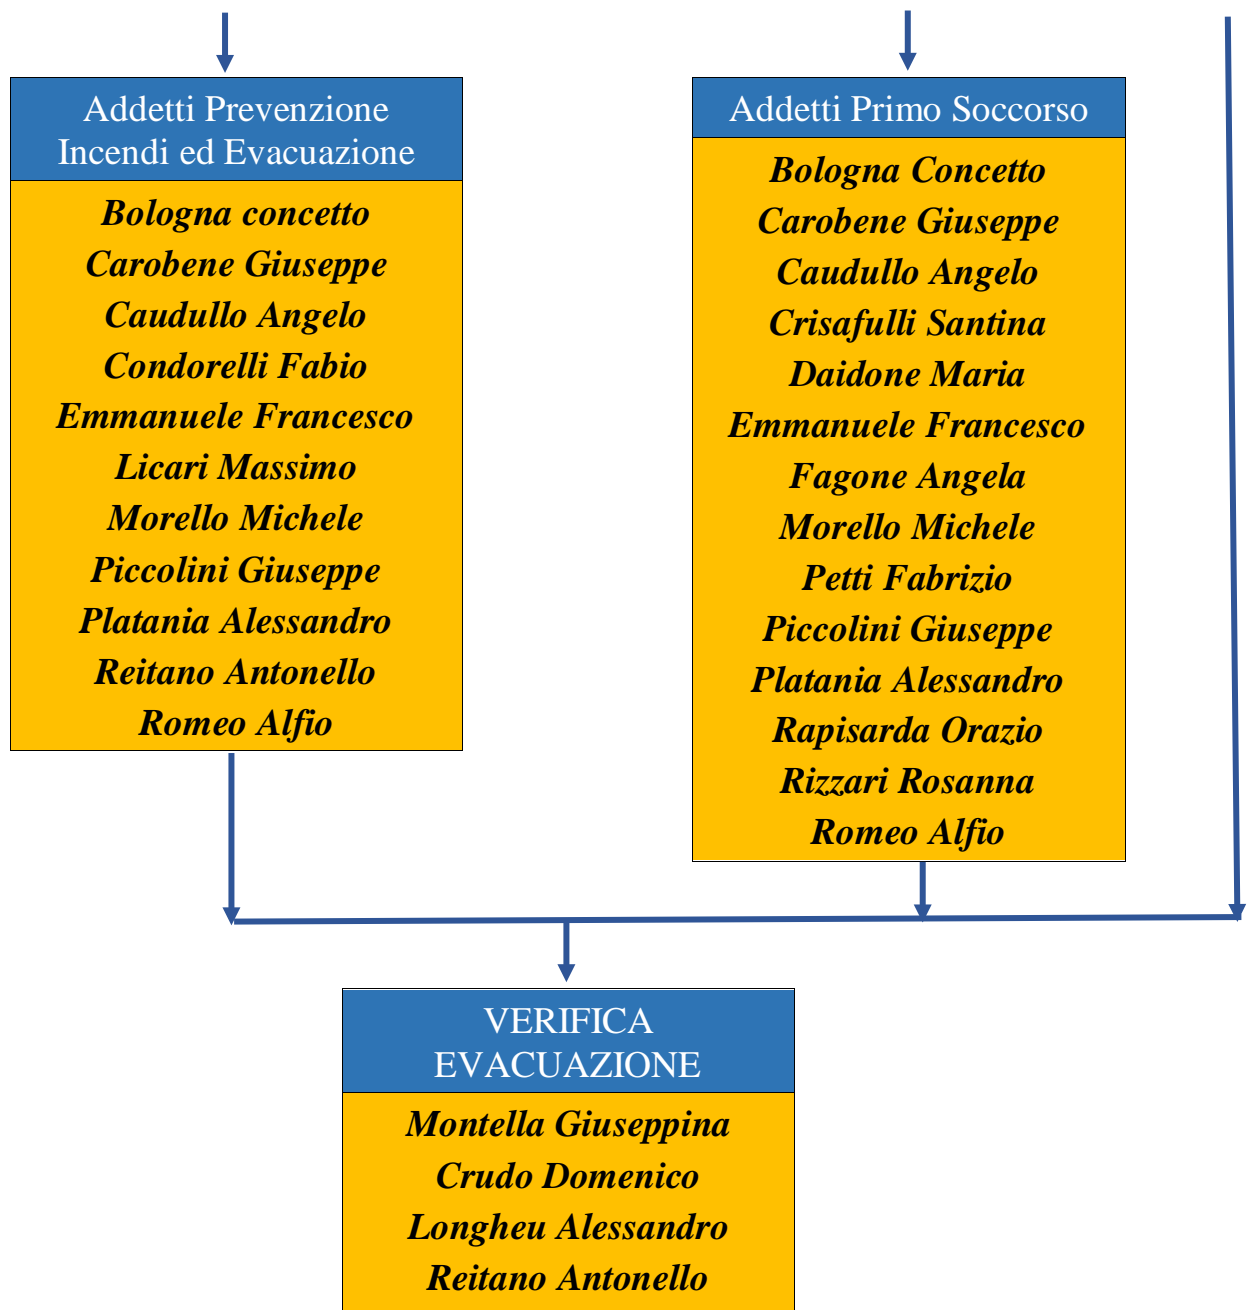 Addetti Prevenzione
Incendi ed Evacuazione
Bologna concetto
Carobene Giuseppe
Caudullo Angelo
Condorelli Fabio
Emmanuele Francesco
Licari Massimo
Morello Michele
Piccolini Giuseppe
Platania Alessandro
Reitano Antonello
Romeo Alfio
Addetti Primo Soccorso
Bologna Concetto
Carobene Giuseppe
Caudullo Angelo
Crisafulli Santina
Daidone Maria
Emmanuele Francesco
Fagone Angela
Morello Michele
Petti Fabrizio
Piccolini Giuseppe
Platania Alessandro
Rapisarda Orazio
Rizzari Rosanna
Romeo Alfio
VERIFICA
EVACUAZIONE
Montella Giuseppina
Crudo Domenico
Longheu Alessandro
Reitano Antonello